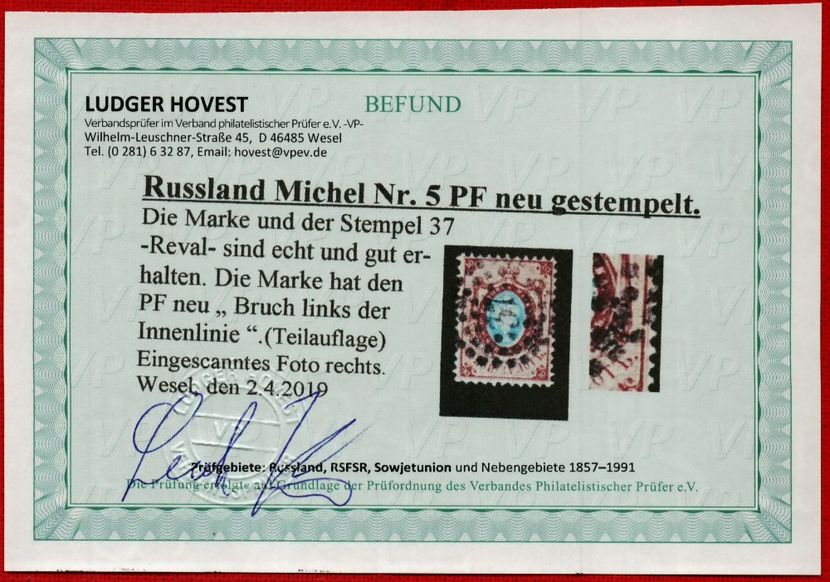 LUDGER HOVEST
BEFUND
Verbandsprüfer im Verband philatelistischer Prüfer e.V. -VP-
Wilhelm-Leuschner-Straße 45, D 46485 Wesel
Tel. (0 281) 6 32 87, Email: hovest@vpev.de
Russland Michel Nr. 5 PF neu gestempelt.
Die Marke und der Stempel 37
-Reval- sind echt und gut er-
halten. Die Marke hat den
PF neu „ Bruch links der
Innenlinie “.(Teilauflage)
Eingescanntes Foto rechts.
Wesel, den 2.4.2019
Prüfgebiete: Russland, RSFSR, Sowjetunion und Nebengebiete 1857–1991
Die Prüfung erfolgte auf Grundlage der Prüfordnung des Verbandes Philatelistischer Prüfer e.V.